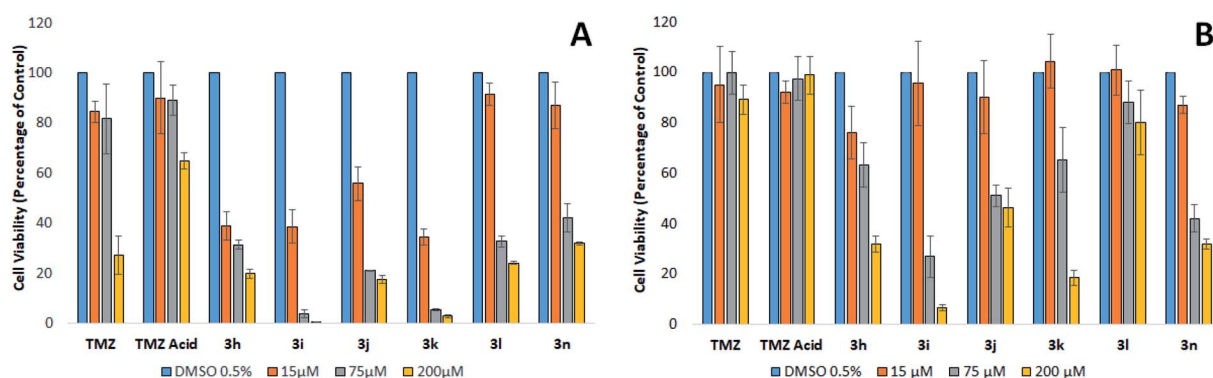 A
Cell Viability (Percentage of Control)
120
100
80
60
40
20
0
TMZ TMZ Acid 3h 3i 3j 3k 3l 3n
DMSO 0.5% 15µM 75µM 200µM
B
Cell Viability (Percentage of Control)
120
100
80
60
40
20
0
TMZ TMZ Acid 3h 3i 3j 3k 3l 3n
DMSO 0.5% 15µM 75 µM 200 µM